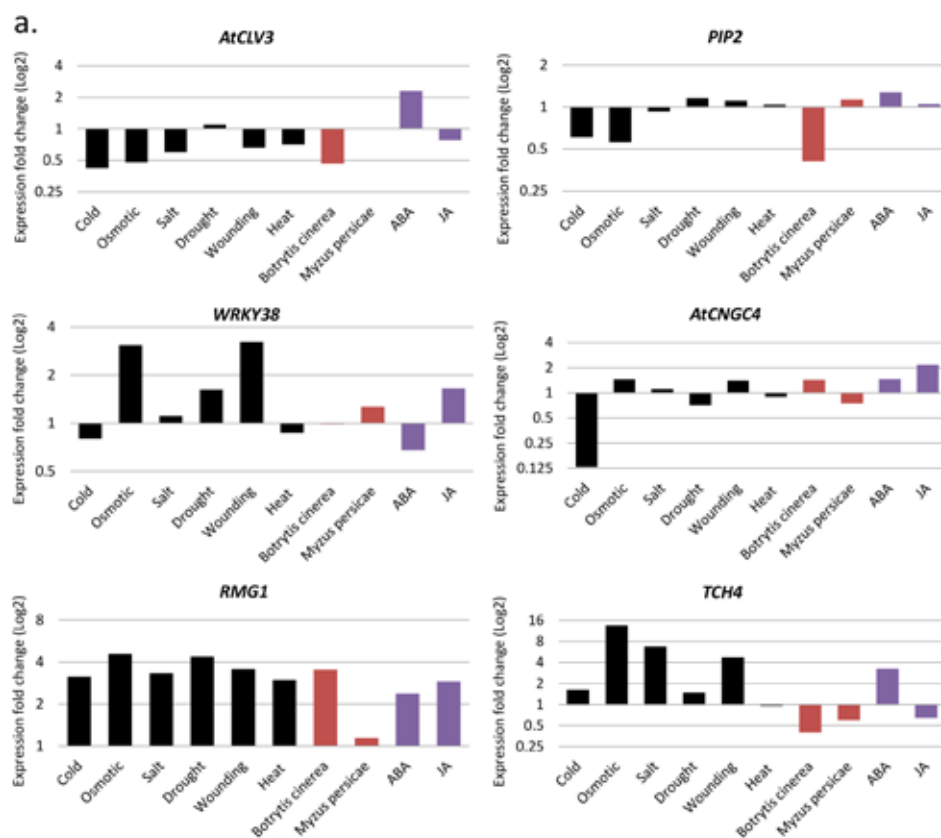 a.
AtCLV3
Expression fold change (Log2)
4
2
1
0.5
0.25
Cold
Osmotic
Salt
Drought
Wounding
Heat
Botrytis cinerea
Myzus persicae
ABA
JA
PIP2
Expression fold change (Log2)
2
1
0.5
0.25
Cold
Osmotic
Salt
Drought
Wounding
Heat
Botrytis cinerea
Myzus persicae
ABA
JA
WRKY38
Expression fold change (Log2)
4
2
1
0.5
Cold
Osmotic
Salt
Drought
Wounding
Heat
Botrytis cinerea
Myzus persicae
ABA
JA
AtCNGC4
Expression fold change (Log2)
4
2
1
0.5
0.25
0.125
Cold
Osmotic
Salt
Drought
Wounding
Heat
Botrytis cinerea
Myzus persicae
ABA
JA
RMG1
Expression fold change (Log2)
8
4
2
1
Cold
Osmotic
Salt
Drought
Wounding
Heat
Botrytis cinerea
Myzus persicae
ABA
JA
TCH4
Expression fold change (Log2)
16
8
4
2
1
0.5
0.25
Cold
Osmotic
Salt
Drought
Wounding
Heat
Botrytis cinerea
Myzus persicae
ABA
JA